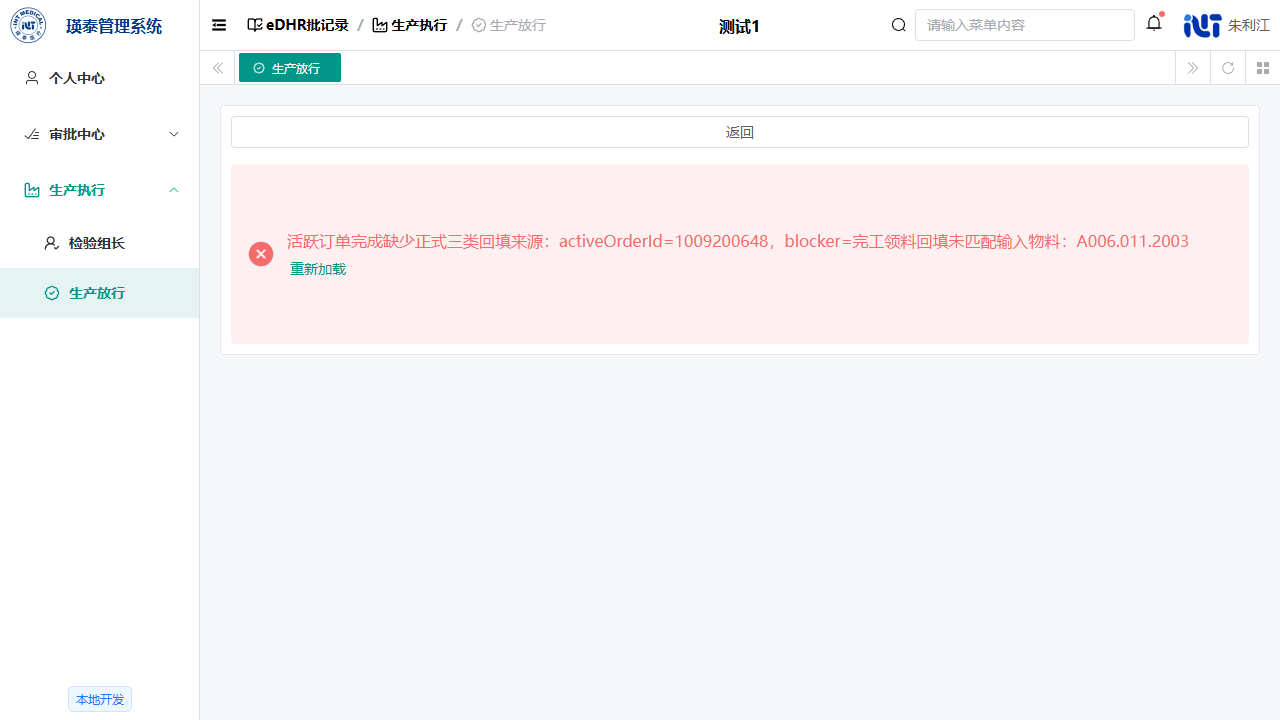 瑛泰管理系统
eDHR批记录 / 生产执行 / 生产放行
测试1
请输入菜单内容
朱利江
个人中心
审批中心
生产执行
检验组长
生产放行
生产放行
返回
活跃订单完成缺少正式三类回填来源：activeOrderId=1009200648，blocker=完工领料回填未匹配输入物料：A006.011.2003
重新加载
本地开发